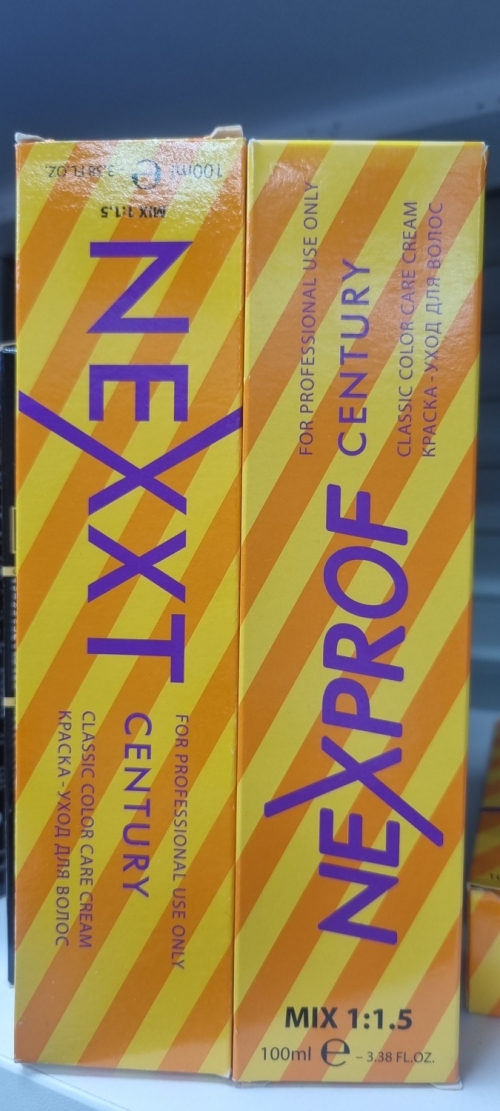 100ml e 3.38 FL.OZ.
MIX 1:1.5
NEXXT
CENTURY
FOR PROFESSIONAL USE ONLY
CLASSIC COLOR CARE CREAM
КРАСКА - УХОД ДЛЯ ВОЛОС
NEXPROF
FOR PROFESSIONAL USE ONLY
CENTURY
CLASSIC COLOR CARE CREAM
КРАСКА - УХОД ДЛЯ ВОЛОС
MIX 1:1.5
100ml e – 3.38 FL.OZ.